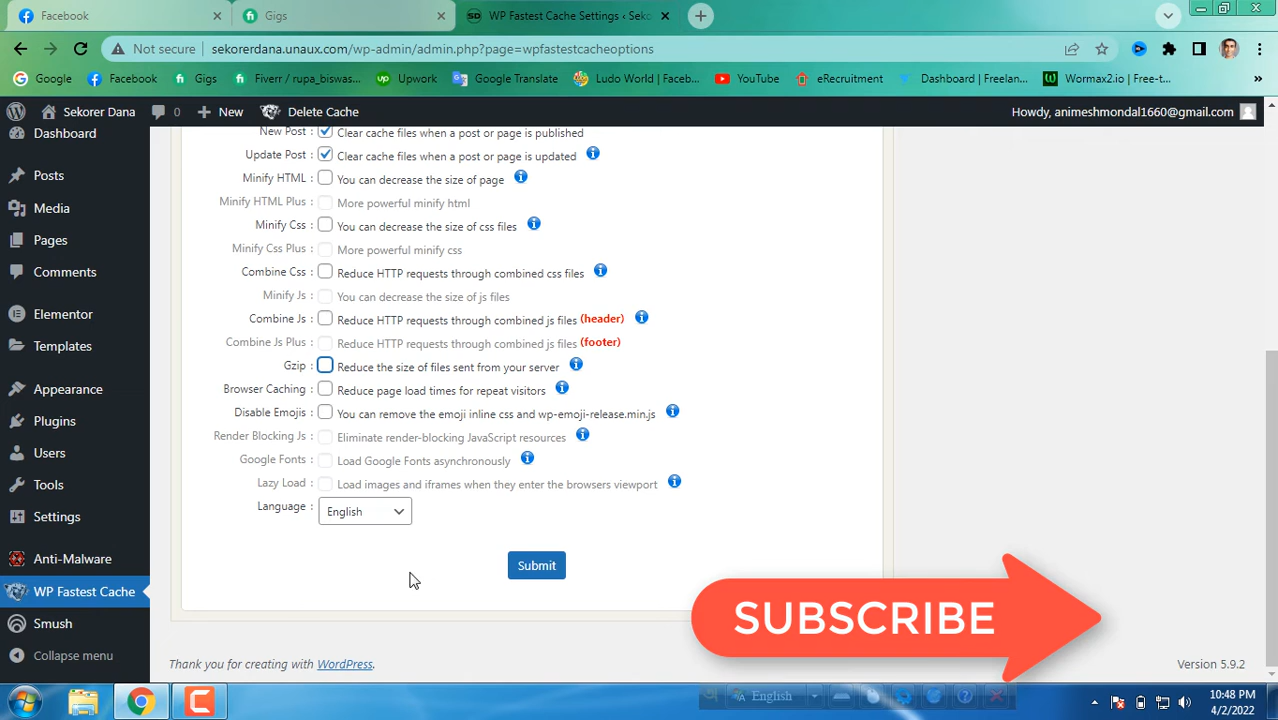 Facebook
Gigs
WP Fastest Cache Settings ‹ Seko
Not secure sekorerdana.unaux.com/wp-admin/admin.php?page=wpfastestcacheoptions
Google Facebook Gigs Fiverr / rupa_biswas... Upwork Google Translate Ludo World | Faceb... YouTube eRecruitment Dashboard | Freelan... Wormax2.io | Free-t... »
Sekorer Dana 0 New Delete Cache Howdy, animeshmondal1660@gmail.com
Dashboard
Posts
Media
Pages
Comments
Elementor
Templates
Appearance
Plugins
Users
Tools
Settings
Anti-Malware
WP Fastest Cache
Smush
Collapse menu
New Post : Clear cache files when a post or page is published
Update Post : Clear cache files when a post or page is updated
Minify HTML : You can decrease the size of page
Minify HTML Plus : More powerful minify html
Minify Css : You can decrease the size of css files
Minify Css Plus : More powerful minify css
Combine Css : Reduce HTTP requests through combined css files
Minify Js : You can decrease the size of js files
Combine Js : Reduce HTTP requests through combined js files (header)
Combine Js Plus : Reduce HTTP requests through combined js files (footer)
Gzip : Reduce the size of files sent from your server
Browser Caching : Reduce page load times for repeat visitors
Disable Emojis : You can remove the emoji inline css and wp-emoji-release.min.js
Render Blocking Js : Eliminate render-blocking JavaScript resources
Google Fonts : Load Google Fonts asynchronously
Lazy Load : Load images and iframes when they enter the browsers viewport
Language : English
Submit
SUBSCRIBE
Thank you for creating with WordPress. Version 5.9.2
English
10:48 PM
4/2/2022